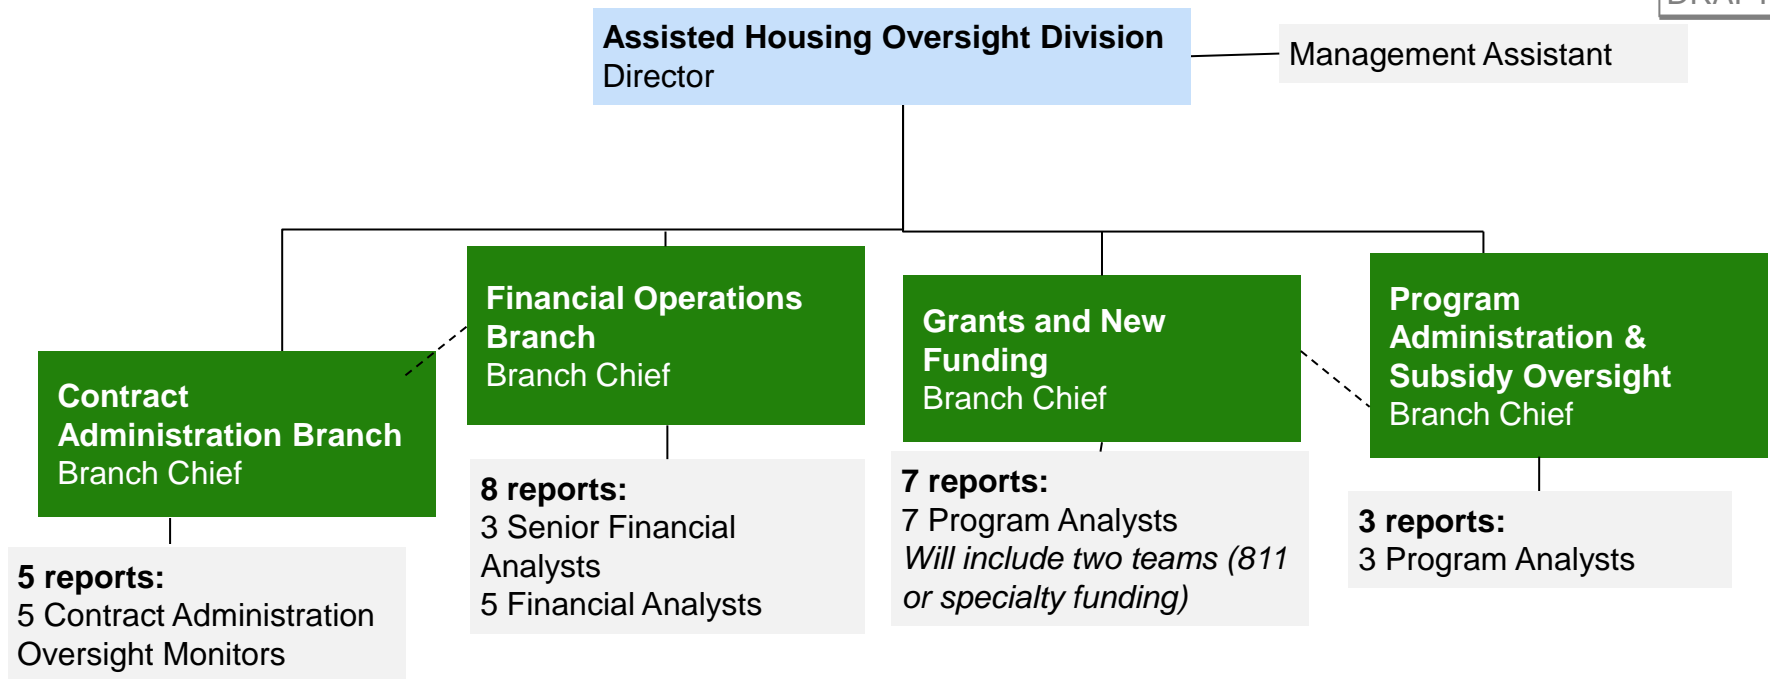 Assisted Housing Oversight Division
Director
Management Assistant
Contract
Administration Branch
Branch Chief
5 reports:
5 Contract Administration
Oversight Monitors
Financial Operations
Branch
Branch Chief
8 reports:
3 Senior Financial
Analysts
5 Financial Analysts
Grants and New
Funding
Branch Chief
7 reports:
7 Program Analysts
Will include two teams (811
or specialty funding)
Program
Administration &
Subsidy Oversight
Branch Chief
3 reports:
3 Program Analysts